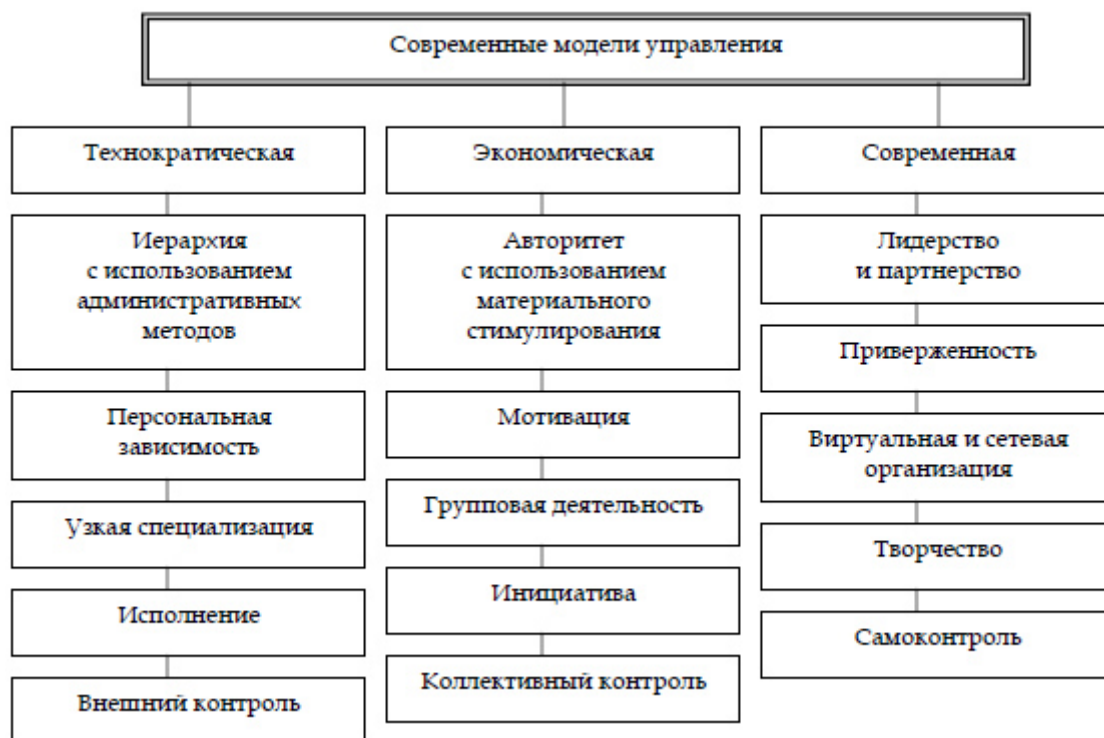 Современные модели управления
Технократическая
Иерархия
с использованием
административных
методов
Персональная
зависимость
Узкая специализация
Исполнение
Внешний контроль
Экономическая
Авторитет
с использованием
материального
стимулирования
Мотивация
Групповая деятельность
Инициатива
Коллективный контроль
Современная
Лидерство
и партнерство
Приверженность
Виртуальная и сетевая
организация
Творчество
Самоконтроль